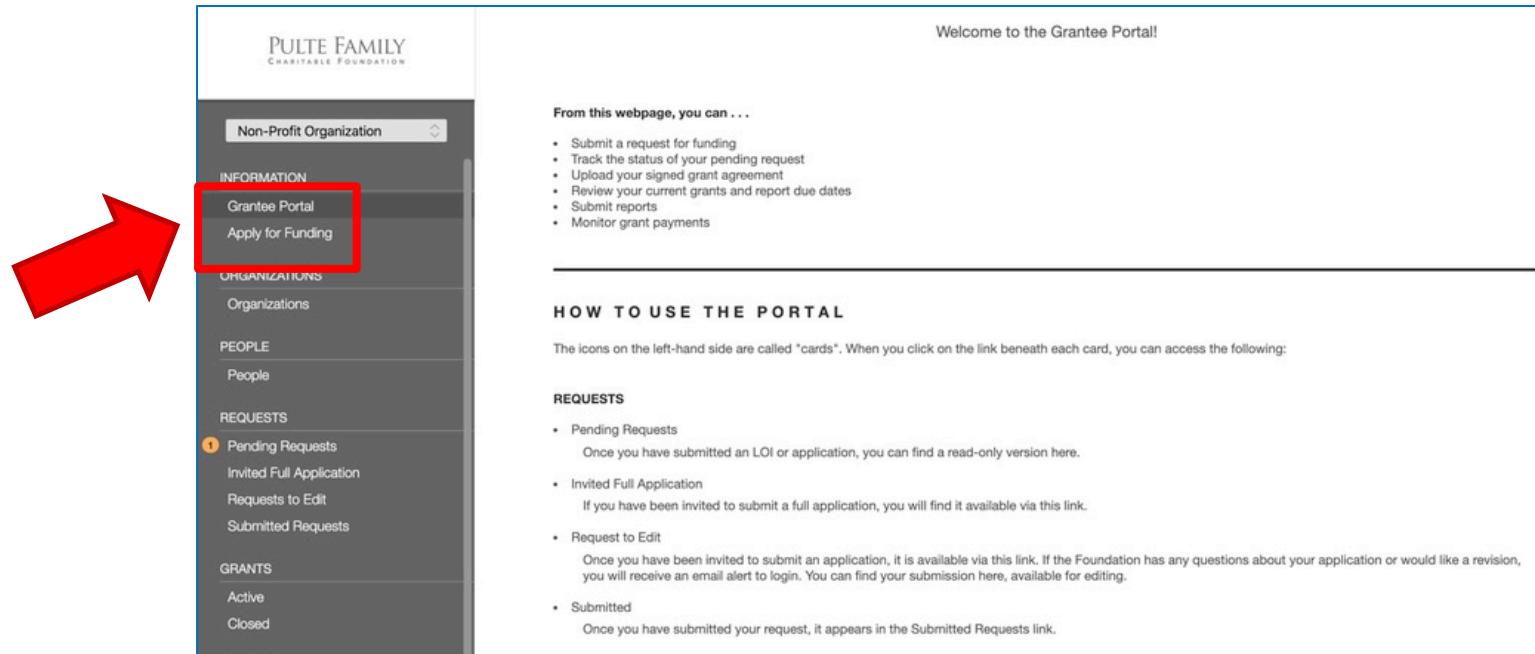 PULTE FAMILY
CHARITABLE FOUNDATION
Non-Profit Organization
INFORMATION
Grantee Portal
Apply for Funding
ORGANIZATIONS
Organizations
PEOPLE
People
REQUESTS
1 Pending Requests
Invited Full Application
Requests to Edit
Submitted Requests
GRANTS
Active
Closed
Welcome to the Grantee Portal!
From this webpage, you can . . .
• Submit a request for funding
• Track the status of your pending request
• Upload your signed grant agreement
• Review your current grants and report due dates
• Submit reports
• Monitor grant payments
HOW TO USE THE PORTAL
The icons on the left-hand side are called "cards". When you click on the link beneath each card, you can access the following:
REQUESTS
• Pending Requests
Once you have submitted an LOI or application, you can find a read-only version here.
• Invited Full Application
If you have been invited to submit a full application, you will find it available via this link.
• Request to Edit
Once you have been invited to submit an application, it is available via this link. If the Foundation has any questions about your application or would like a revision,
you will receive an email alert to login. You can find your submission here, available for editing.
• Submitted
Once you have submitted your request, it appears in the Submitted Requests link.